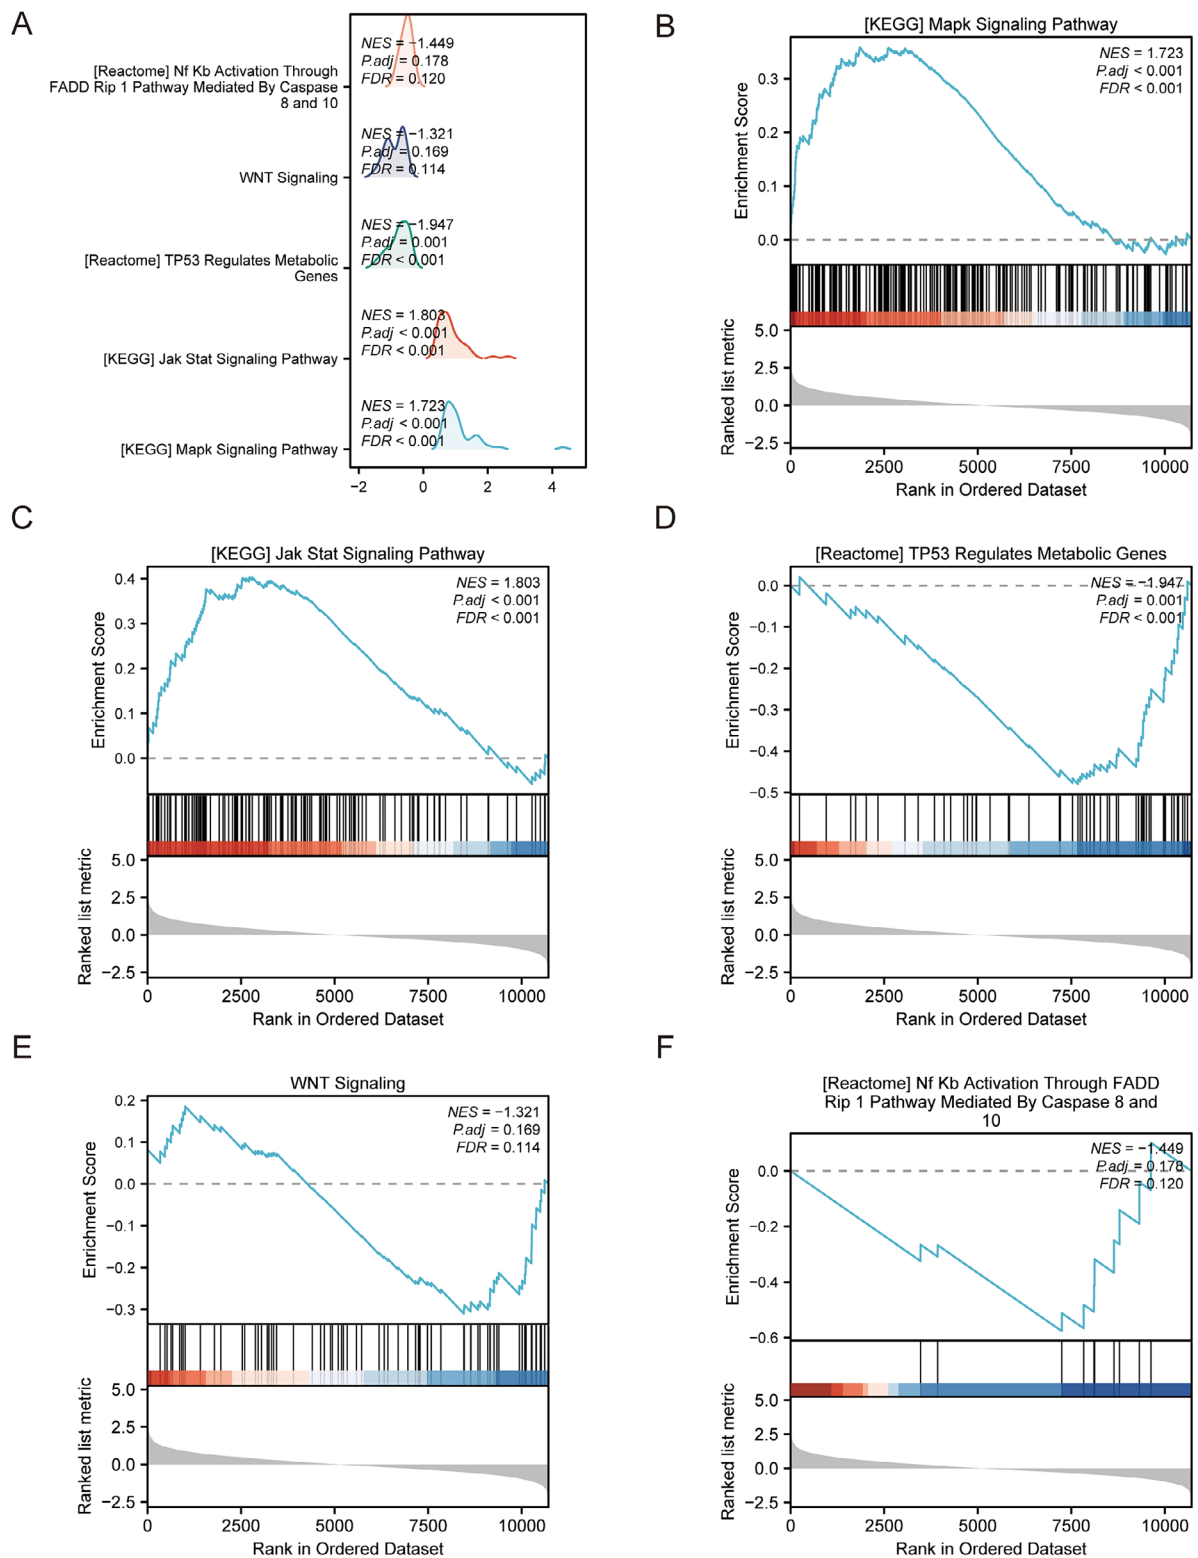 A
NES = −1.449
P.adj = 0.178
FDR = 0.120
[Reactome] Nf Kb Activation Through
FADD Rip 1 Pathway Mediated By Caspase
8 and 10
NES = −1.321
P.adj = 0.169
FDR = 0.114
WNT Signaling
NES = −1.947
P.adj = 0.001
FDR < 0.001
[Reactome] TP53 Regulates Metabolic
Genes
NES = 1.803
P.adj < 0.001
FDR < 0.001
[KEGG] Jak Stat Signaling Pathway
NES = 1.723
P.adj < 0.001
FDR < 0.001
[KEGG] Mapk Signaling Pathway
−2 0 2 4
B
[KEGG] Mapk Signaling Pathway
NES = 1.723
P.adj < 0.001
FDR < 0.001
Enrichment Score
0.3
0.2
0.1
0.0
Ranked list metric
5.0
2.5
0.0
−2.5
0 2500 5000 7500 10000
Rank in Ordered Dataset
C
[KEGG] Jak Stat Signaling Pathway
NES = 1.803
P.adj < 0.001
FDR < 0.001
Enrichment Score
0.4
0.3
0.2
0.1
0.0
Ranked list metric
5.0
2.5
0.0
−2.5
0 2500 5000 7500 10000
Rank in Ordered Dataset
D
[Reactome] TP53 Regulates Metabolic Genes
NES = −1.947
P.adj = 0.001
FDR < 0.001
Enrichment Score
0.0
−0.1
−0.2
−0.3
−0.4
−0.5
Ranked list metric
5.0
2.5
0.0
−2.5
0 2500 5000 7500 10000
Rank in Ordered Dataset
E
WNT Signaling
NES = −1.321
P.adj = 0.169
FDR = 0.114
Enrichment Score
0.2
0.1
0.0
−0.1
−0.2
−0.3
Ranked list metric
5.0
2.5
0.0
−2.5
0 2500 5000 7500 10000
Rank in Ordered Dataset
F
[Reactome] Nf Kb Activation Through FADD
Rip 1 Pathway Mediated By Caspase 8 and
10
NES = −1.449
P.adj = 0.178
FDR = 0.120
Enrichment Score
0.0
−0.2
−0.4
−0.6
Ranked list metric
5.0
2.5
0.0
−2.5
0 2500 5000 7500 10000
Rank in Ordered Dataset